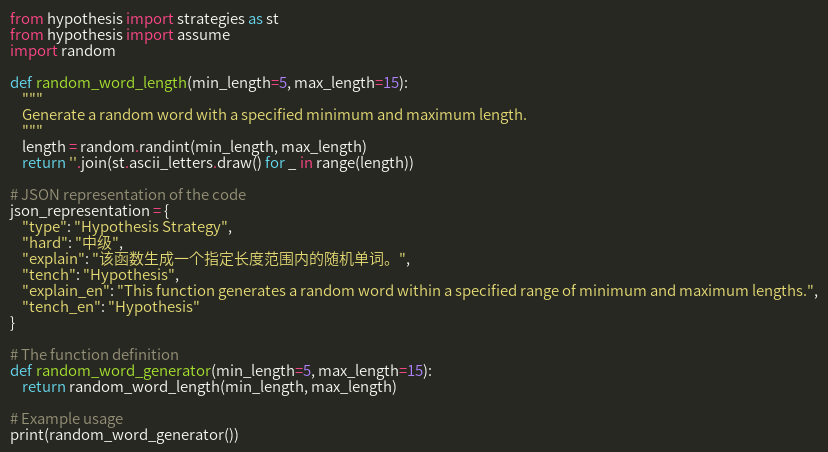 from hypothesis import strategies as st
from hypothesis import assume
import random

def random_word_length(min_length=5, max_length=15):
    """
    Generate a random word with a specified minimum and maximum length.
    """
    length = random.randint(min_length, max_length)
    return ''.join(st.ascii_letters.draw() for _ in range(length))

# JSON representation of the code
json_representation = {
    "type": "Hypothesis Strategy",
    "hard": "中级",
    "explain": "该函数生成一个指定长度范围内的随机单词。",
    "tench": "Hypothesis",
    "explain_en": "This function generates a random word within a specified range of minimum and maximum lengths.",
    "tench_en": "Hypothesis"
}

# The function definition
def random_word_generator(min_length=5, max_length=15):
    return random_word_length(min_length, max_length)

# Example usage
print(random_word_generator())